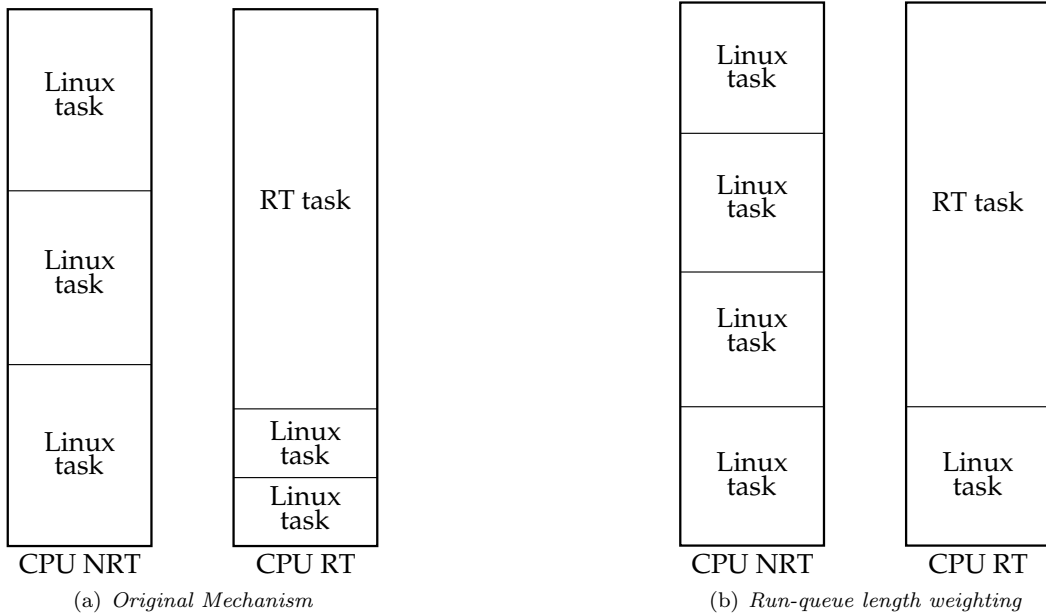 Linux
task
Linux
task
Linux
task
CPU NRT
RT task
Linux
task
Linux
task
CPU RT
(a) Original Mechanism
Linux
task
Linux
task
Linux
task
Linux
task
CPU NRT
RT task
Linux
task
CPU RT
(b) Run-queue length weighting